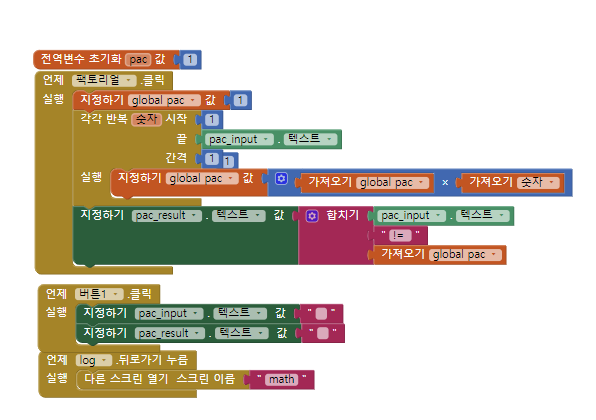 전역변수 초기화 pac 값 1
언제 팩토리얼 .클릭
실행 지정하기 global pac 값 1
각각 반복 숫자 시작 1
끝 pac_input . 텍스트
간격 1 1
실행 지정하기 global pac 값 가져오기 global pac × 가져오기 숫자
지정하기 pac_result . 텍스트 값 합치기 pac_input . 텍스트
" != "
가져오기 global pac
언제 버튼1 .클릭
실행 지정하기 pac_input . 텍스트 값 " "
지정하기 pac_result . 텍스트 값 " "
언제 log .뒤로가기 누름
실행 다른 스크린 열기 스크린 이름 " math "